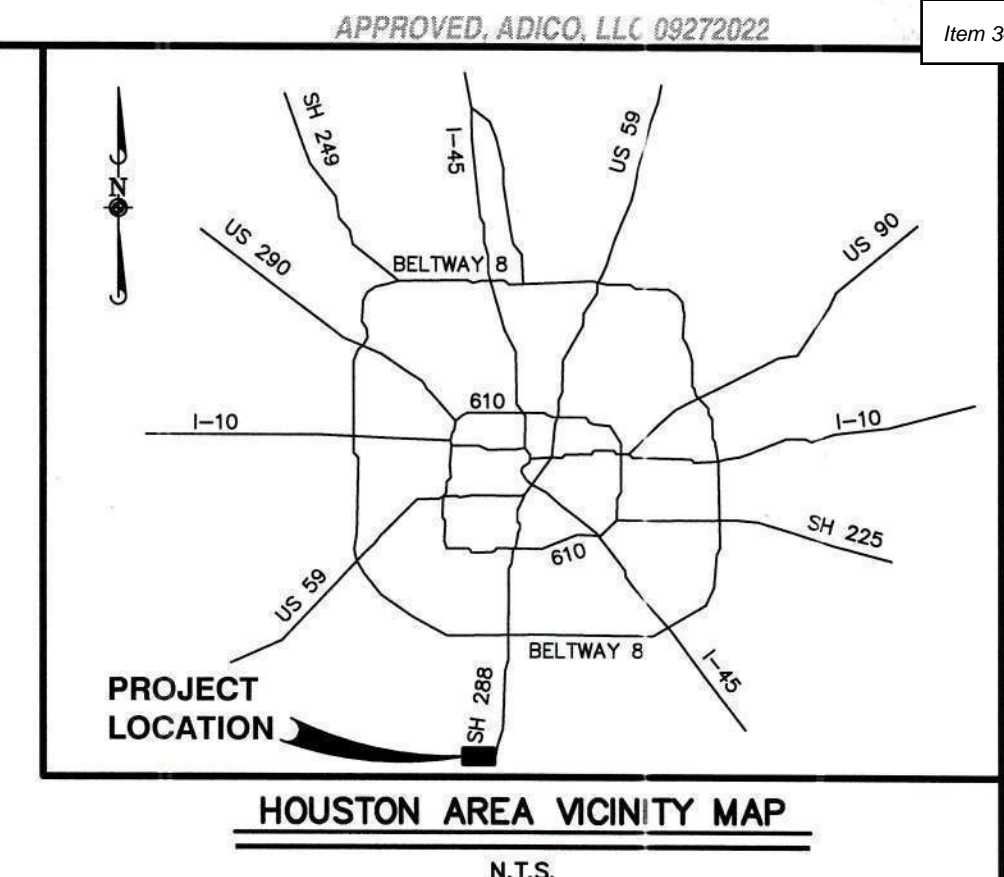 APPROVED, ADICO, LLC 09272022
Item 3
SH 249
I-45
US 59
N
US 290
BELTWAY 8
US 90
610
I-10
I-10
SH 225
610
US 59
BELTWAY 8
I-45
SH 288
PROJECT
LOCATION
HOUSTON AREA VICINITY MAP
N.T.S.